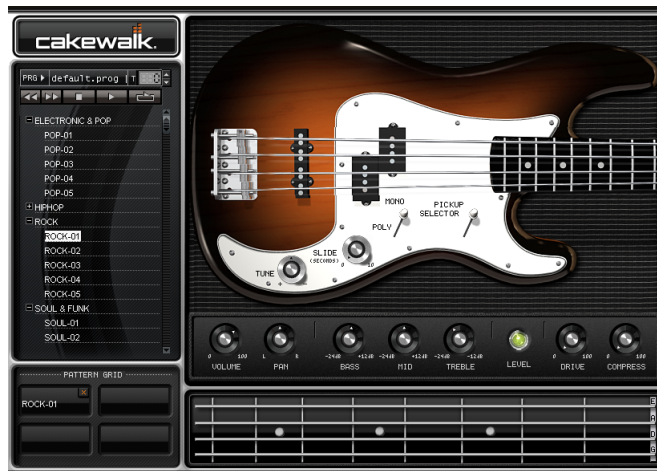 cakewalk.
PRG default.prog T
ELECTRONIC & POP
POP-01
POP-02
POP-03
POP-04
POP-05
HIPHOP
ROCK
ROCK-01
ROCK-02
ROCK-03
ROCK-04
ROCK-05
SOUL & FUNK
SOUL-01
SOUL-02
PATTERN GRID
ROCK-01
MONO
POLY
PICKUP
SELECTOR
SLIDE
(SECONDS)
0 10
TUNE
- +
0 100
VOLUME
L R
PAN
-24dB +12dB
BASS
-24dB +12dB
MID
-24dB +12dB
TREBLE
LEVEL
0 100
DRIVE
0 100
COMPRESS
E
A
D
G